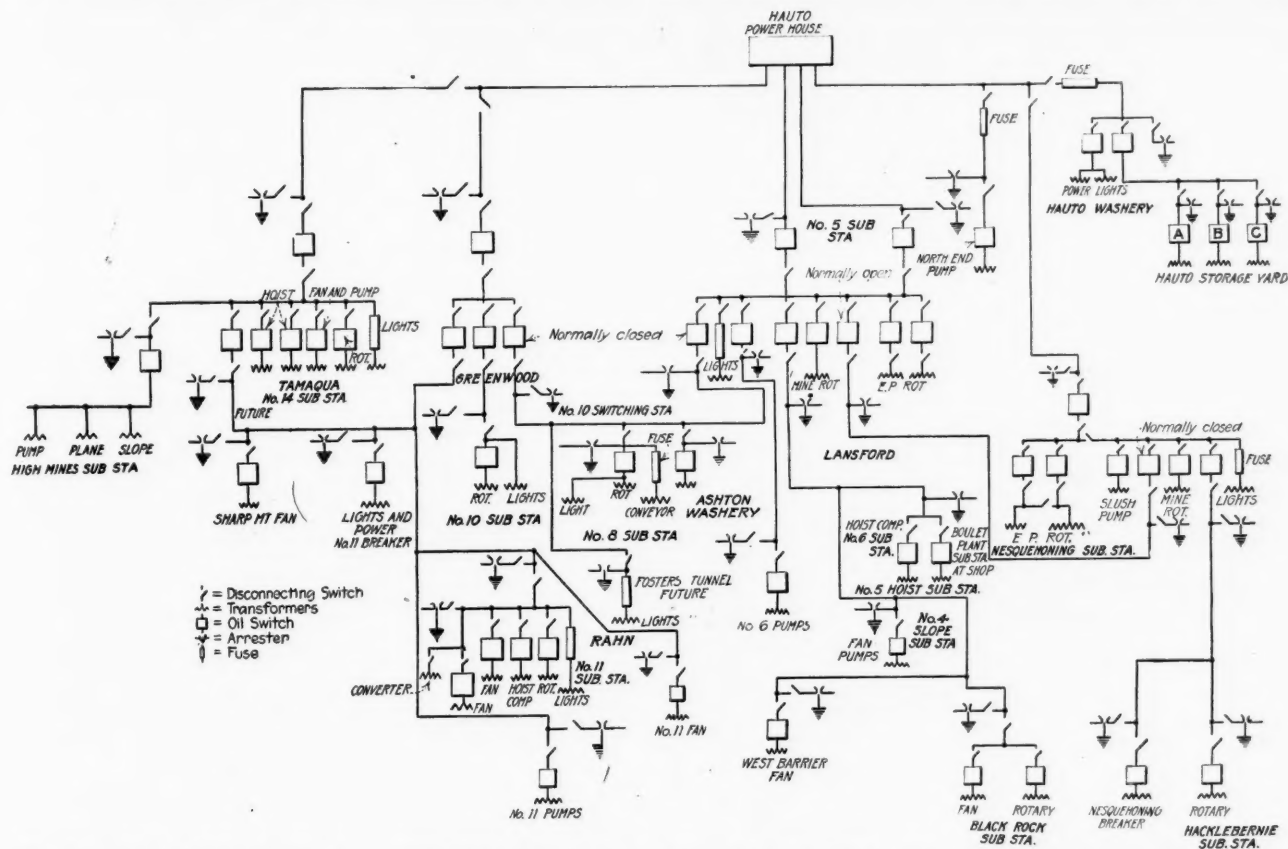 HAUTO
POWER HOUSE
FUSE
FUSE
POWER LIGHTS
HAUTO WASHERY
A B C
HAUTO STORAGE YARD
No. 5 SUB
STA
NORTH END
PUMP
Normally open
HOIST
FAN AND PUMP
LIGHTS
ROT.
TAMAQUA
No. 14 SUB STA.
FUTURE
PUMP PLANE SLOPE
HIGH MINES SUB STA
Normally closed
GREENWOOD
No. 10 SWITCHING STA
LIGHTS
MINE ROT
E.P. ROT
LANSFORD
SHARP MT FAN
LIGHTS AND
POWER
No. 11 BREAKER
ROT. LIGHTS
No. 10 SUB STA
FUSE
LIGHT
ROT
CONVEYOR
No. 8 SUB STA
ASHTON
WASHERY
Normally closed
FUSE
SLUSH
PUMP
MINE
ROT.
LIGHTS
E. P. ROT.
NESQUEHONING SUB. STA.
HOIST COMP.
No. 6 SUB
STA.
BOULET
PLANT
SUB STA.
AT SHOP
No. 5 HOIST SUB STA.
FOSTERS TUNNEL
FUTURE
LIGHTS
No. 6 PUMPS
FAN
PUMPS
No. 4
SLOPE
SUB STA
= Disconnecting Switch
= Transformers
= Oil Switch
= Arrester
= Fuse
RAHN
CONVERTER
FAN
FAN
HOIST
COMP
ROT.
LIGHTS
No. 11
SUB. STA.
No. 11 FAN
No. 11 PUMPS
WEST BARRIER
FAN
FAN
ROTARY
BLACK ROCK
SUB STA.
NESQUEHONING
BREAKER
ROTARY
HACKLEBERNIE
SUB. STA.